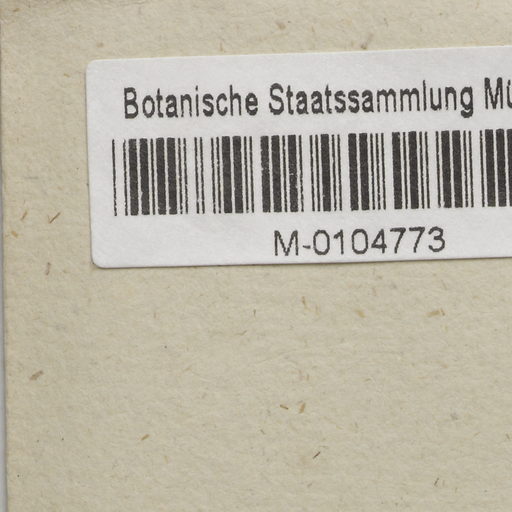 Botanische Staatssammlung Mü
M-0104773